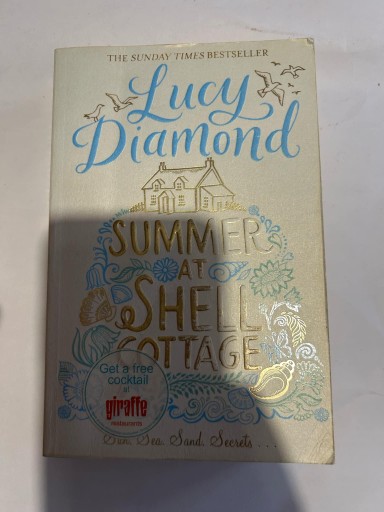 THE SUNDAY TIMES BESTSELLER
Lucy
Diamond
SUMMER
AT
SHELL
COTTAGE
Get a free
cocktail
at
giraffe
restaurants
Sun. Sea. Sand. Secrets . . .